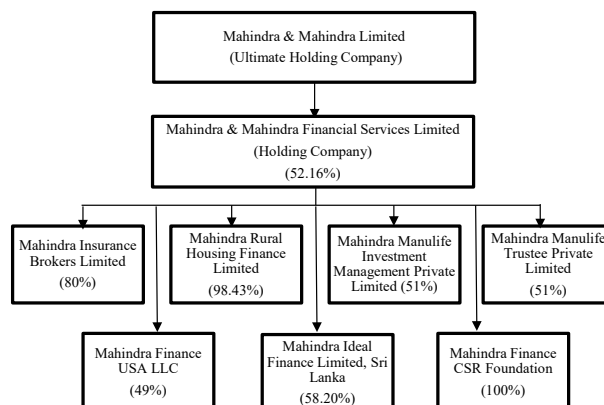 Mahindra & Mahindra Limited
(Ultimate Holding Company)
Mahindra & Mahindra Financial Services Limited
(Holding Company)
(52.16%)
Mahindra Insurance
Brokers Limited
(80%)
Mahindra Rural
Housing Finance
Limited
(98.43%)
Mahindra Manulife
Investment
Management Private
Limited (51%)
Mahindra Manulife
Trustee Private
Limited
(51%)
Mahindra Finance
USA LLC
(49%)
Mahindra Ideal
Finance Limited, Sri
Lanka
(58.20%)
Mahindra Finance
CSR Foundation
(100%)